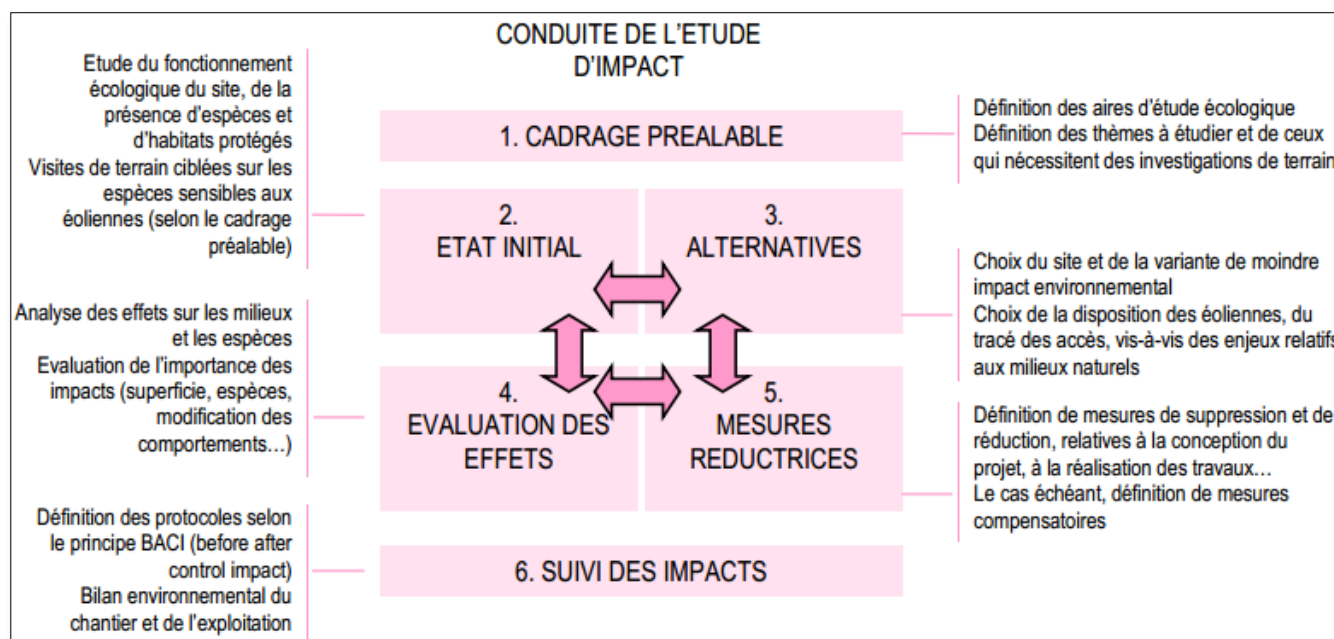 CONDUITE DE L'ETUDE
D'IMPACT
Etude du fonctionnement
écologique du site, de la
présence d'espèces et
d'habitats protégés
Visites de terrain ciblées sur les
espèces sensibles aux
éoliennes (selon le cadrage
préalable)
1. CADRAGE PREALABLE
Définition des aires d'étude écologique
Définition des thèmes à étudier et de ceux
qui nécessitent des investigations de terrain
2.
ETAT INITIAL
3.
ALTERNATIVES
Choix du site et de la variante de moindre
impact environnemental
Choix de la disposition des éoliennes, du
tracé des accès, vis-à-vis des enjeux relatifs
aux milieux naturels
Analyse des effets sur les milieux
et les espèces
Evaluation de l'importance des
impacts (superficie, espèces,
modification des
comportements…)
4.
EVALUATION DES
EFFETS
5.
MESURES
REDUCTRICES
Définition de mesures de suppression et de
réduction, relatives à la conception du
projet, à la réalisation des travaux…
Le cas échéant, définition de mesures
compensatoires
Définition des protocoles selon
le principe BACI (before after
control impact)
Bilan environnemental du
chantier et de l'exploitation
6. SUIVI DES IMPACTS